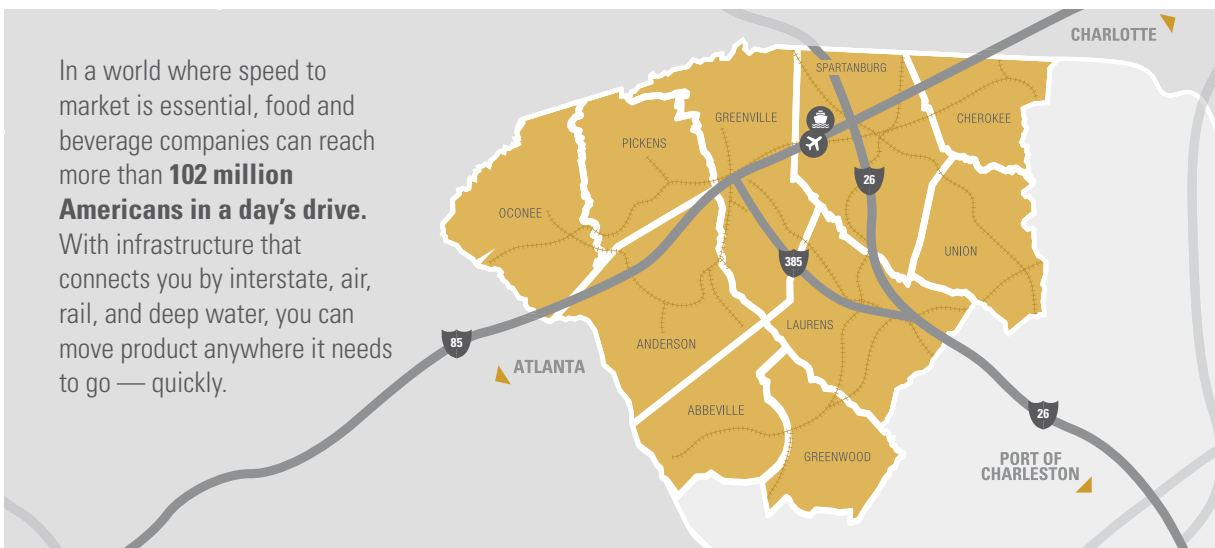 In a world where speed to
market is essential, food and
beverage companies can reach
more than 102 million
Americans in a day's drive.
With infrastructure that
connects you by interstate, air,
rail, and deep water, you can
move product anywhere it needs
to go — quickly.
CHARLOTTE
SPARTANBURG
GREENVILLE
CHEROKEE
PICKENS
26
OCONEE
UNION
385
LAURENS
85
ANDERSON
ATLANTA
ABBEVILLE
26
GREENWOOD
PORT OF
CHARLESTON